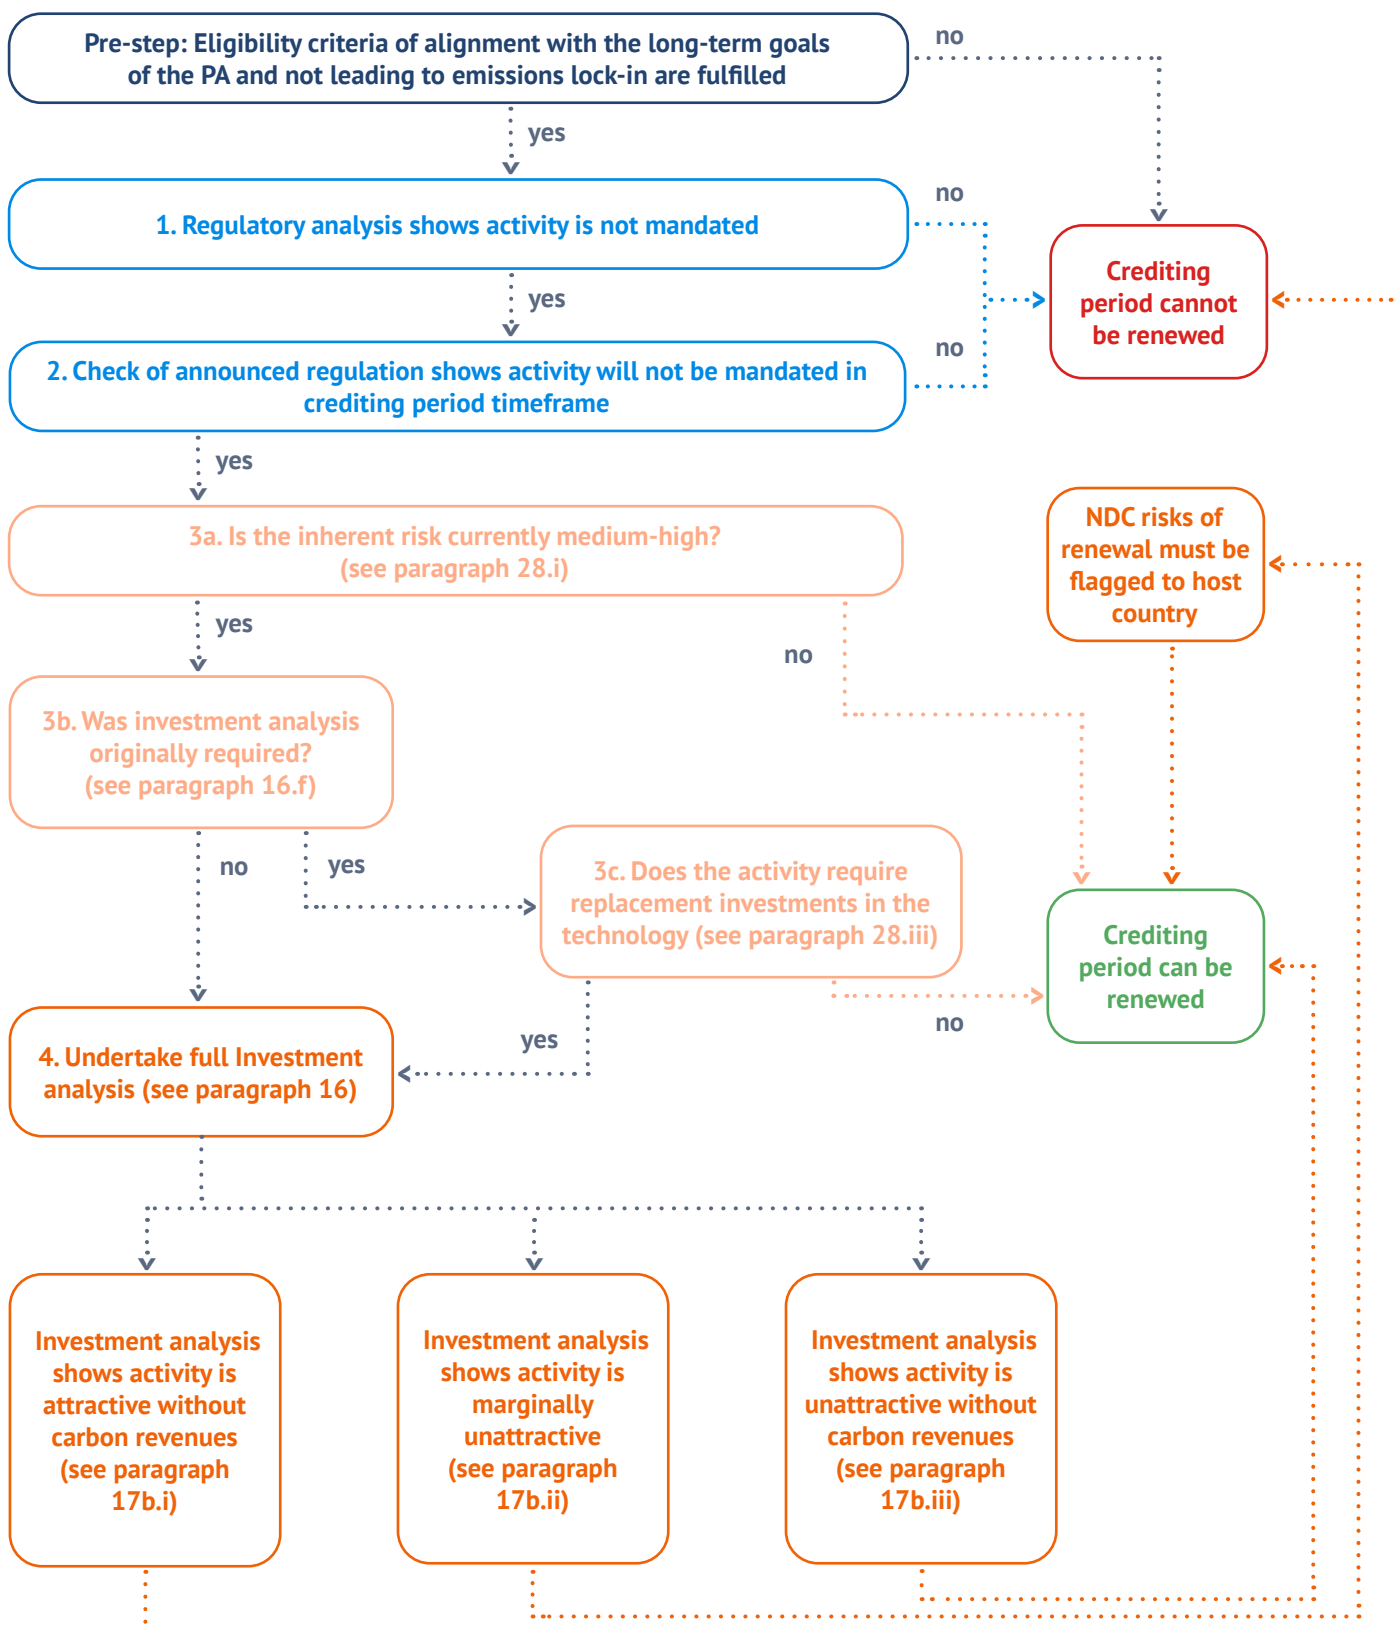 Pre-step: Eligibility criteria of alignment with the long-term goals
of the PA and not leading to emissions lock-in are fulfilled
no
yes
1. Regulatory analysis shows activity is not mandated
no
yes
Crediting
period cannot
be renewed
2. Check of announced regulation shows activity will not be mandated in
crediting period timeframe
no
yes
3a. Is the inherent risk currently medium-high?
(see paragraph 28.i)
NDC risks of
renewal must be
flagged to host
country
yes
no
3b. Was investment analysis
originally required?
(see paragraph 16.f)
no
yes
3c. Does the activity require
replacement investments in the
technology (see paragraph 28.iii)
Crediting
period can be
renewed
no
yes
4. Undertake full Investment
analysis (see paragraph 16)
Investment analysis
shows activity is
attractive without
carbon revenues
(see paragraph
17b.i)
Investment analysis
shows activity is
marginally
unattractive
(see paragraph
17b.ii)
Investment analysis
shows activity is
unattractive without
carbon revenues
(see paragraph
17b.iii)